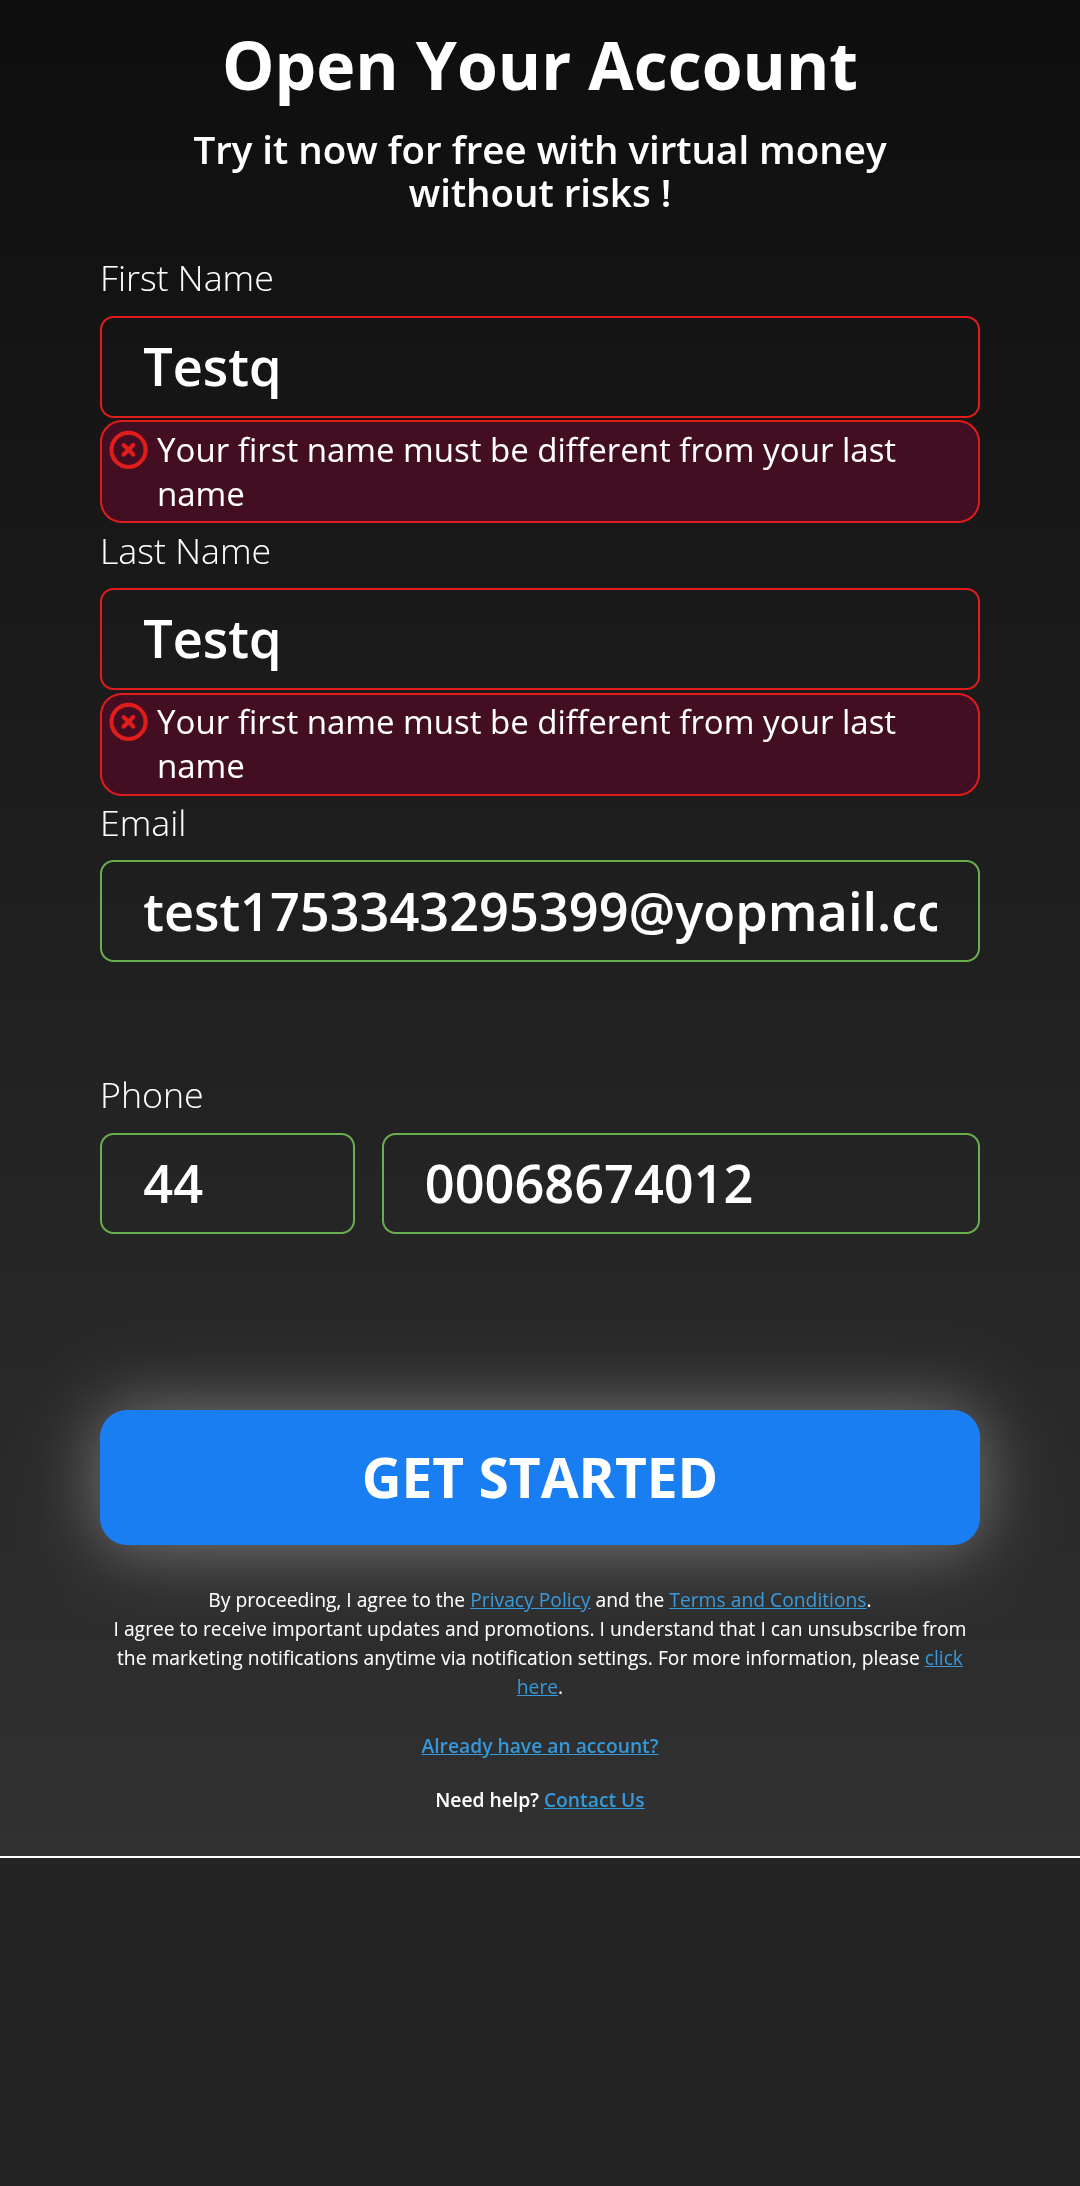 Open Your Account
Try it now for free with virtual money
without risks !
First Name
Testq
Your first name must be different from your last
name
Last Name
Testq
Your first name must be different from your last
name
Email
test1753343295399@yopmail.cc
Phone
44 00068674012
GET STARTED
By proceeding, I agree to the Privacy Policy and the Terms and Conditions.
I agree to receive important updates and promotions. I understand that I can unsubscribe from
the marketing notifications anytime via notification settings. For more information, please click
here.
Already have an account?
Need help? Contact Us